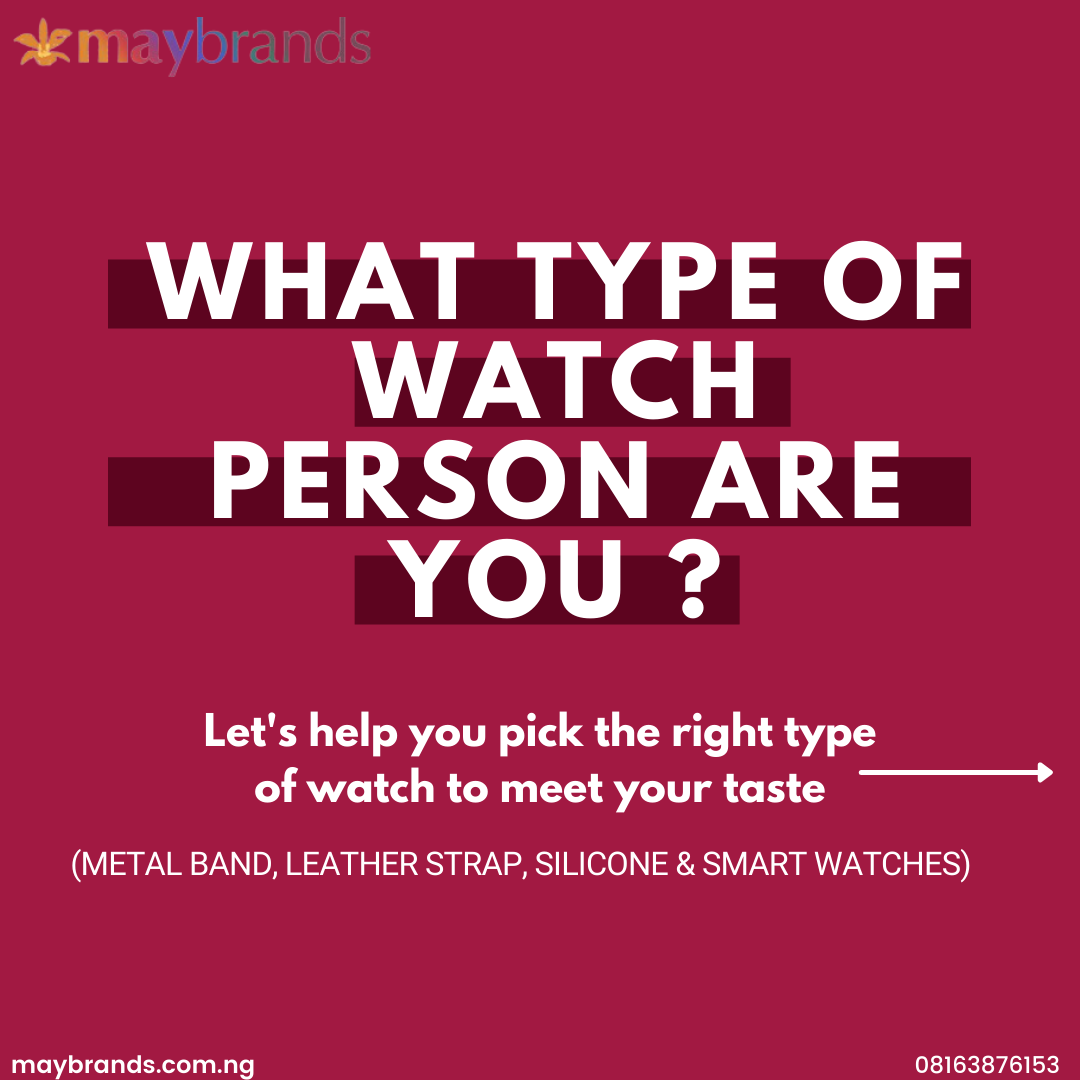 maybrands
WHAT TYPE OF
WATCH
PERSON ARE
YOU ?
Let's help you pick the right type
of watch to meet your taste
(METAL BAND, LEATHER STRAP, SILICONE & SMART WATCHES)
maybrands.com.ng
08163876153